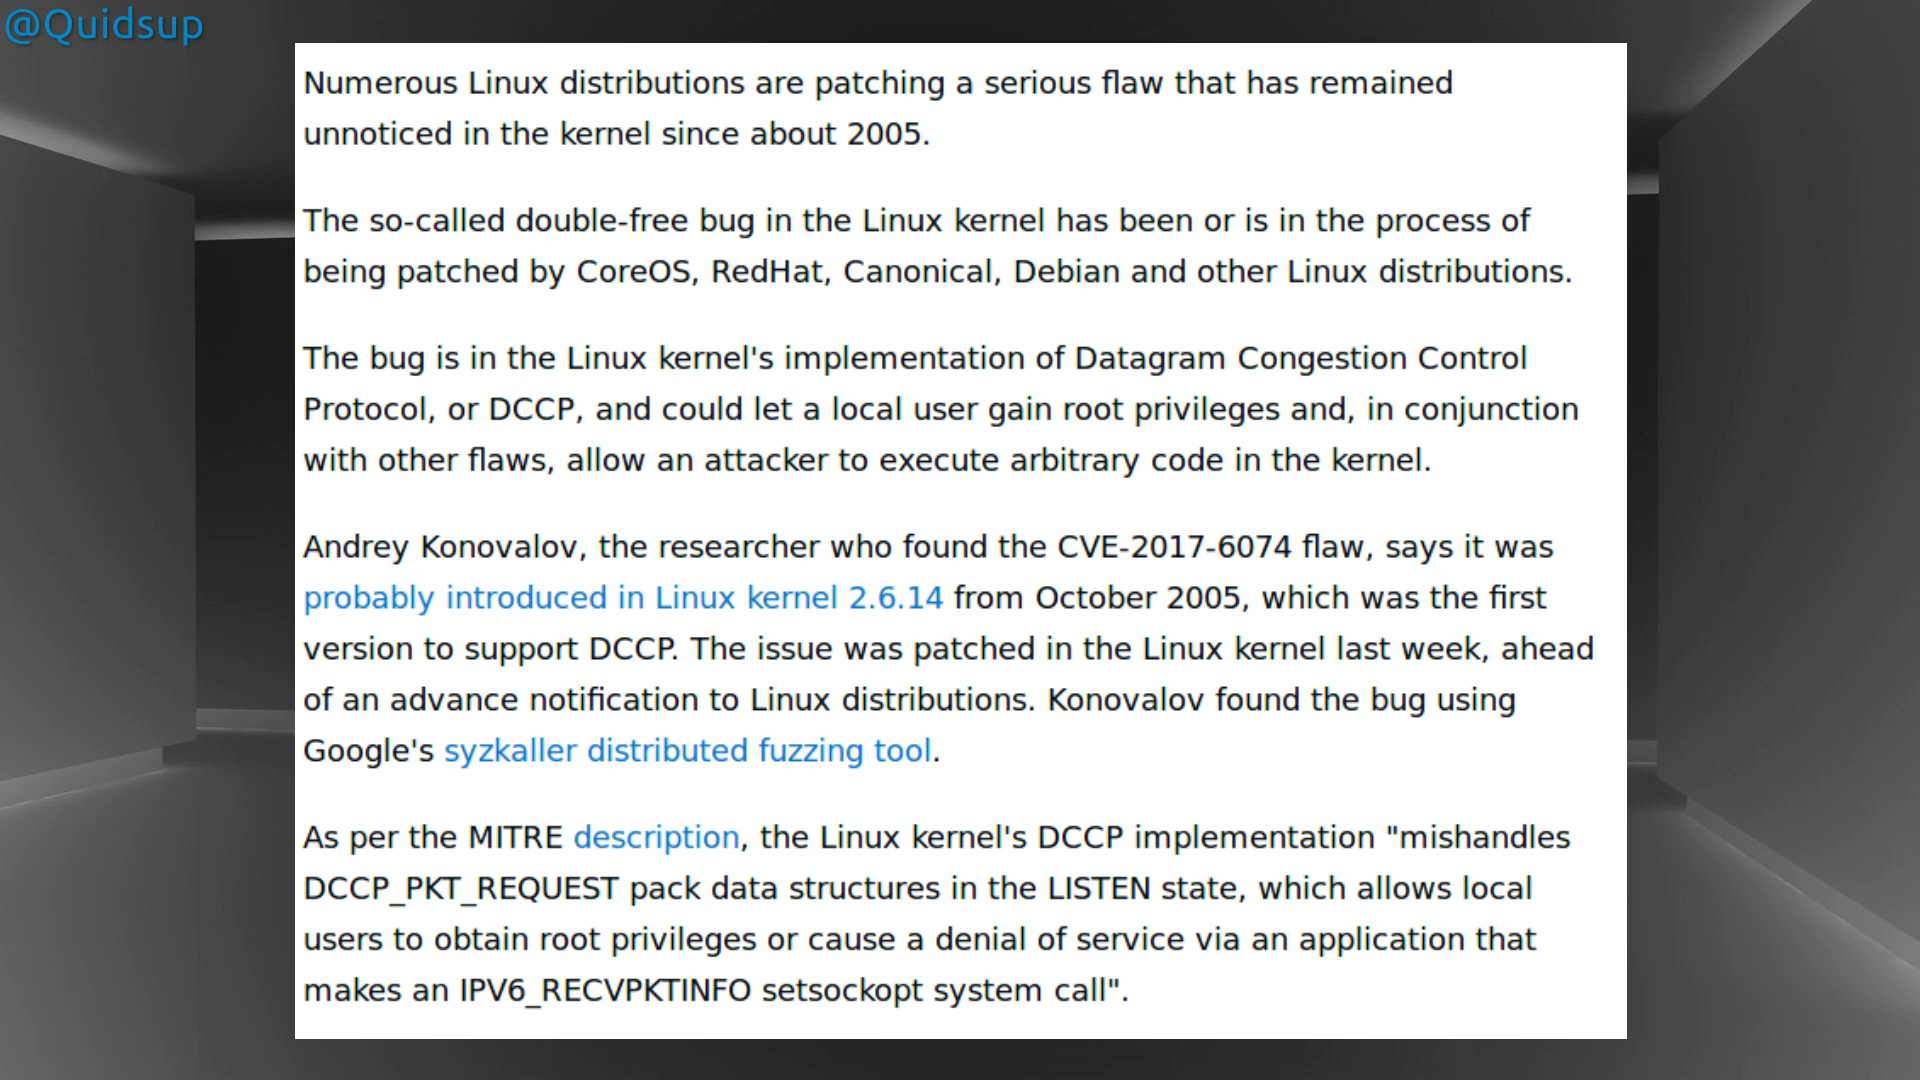 @Quidsup
Numerous Linux distributions are patching a serious flaw that has remained
unnoticed in the kernel since about 2005.
The so-called double-free bug in the Linux kernel has been or is in the process of
being patched by CoreOS, RedHat, Canonical, Debian and other Linux distributions.
The bug is in the Linux kernel's implementation of Datagram Congestion Control
Protocol, or DCCP, and could let a local user gain root privileges and, in conjunction
with other flaws, allow an attacker to execute arbitrary code in the kernel.
Andrey Konovalov, the researcher who found the CVE-2017-6074 flaw, says it was
probably introduced in Linux kernel 2.6.14 from October 2005, which was the first
version to support DCCP. The issue was patched in the Linux kernel last week, ahead
of an advance notification to Linux distributions. Konovalov found the bug using
Google's syzkaller distributed fuzzing tool.
As per the MITRE description, the Linux kernel's DCCP implementation "mishandles
DCCP_PKT_REQUEST pack data structures in the LISTEN state, which allows local
users to obtain root privileges or cause a denial of service via an application that
makes an IPV6_RECVPKTINFO setsockopt system call".